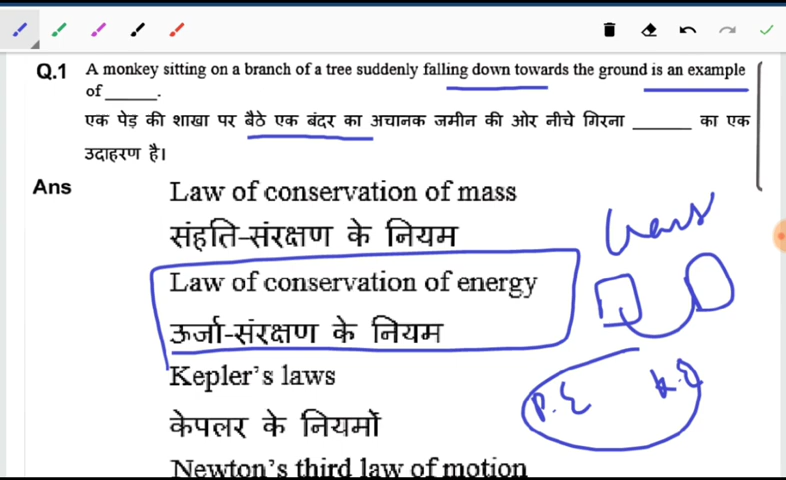 Q.1 A monkey sitting on a branch of a tree suddenly falling down towards the ground is an example
of_____.
एक पेड़ की शाखा पर बैठे एक बंदर का अचानक जमीन की ओर नीचे गिरना ______ का एक
उदाहरण है।
Ans Law of conservation of mass
संहति-संरक्षण के नियम
Law of conservation of energy
ऊर्जा-संरक्षण के नियम
P.E K.E
Kepler's laws
केपलर के नियमों
Newton's third law of motion